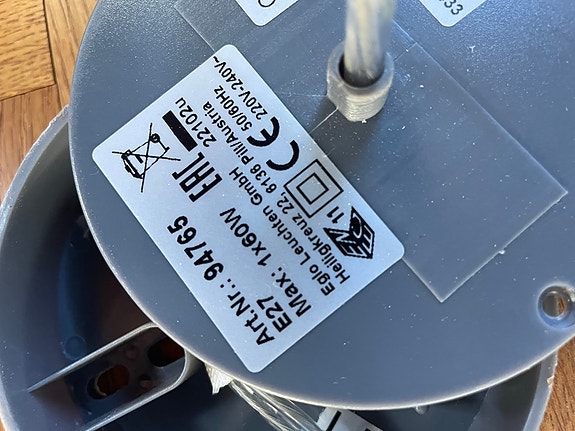 Art.Nr.: 94765
E27
Max: 1x60W
Eglo Leuchten GmbH
Heiligkreuz 22, 6136 Pill/Austria
220V-240V~
50/60Hz
22102u
EAC
CE
11
33